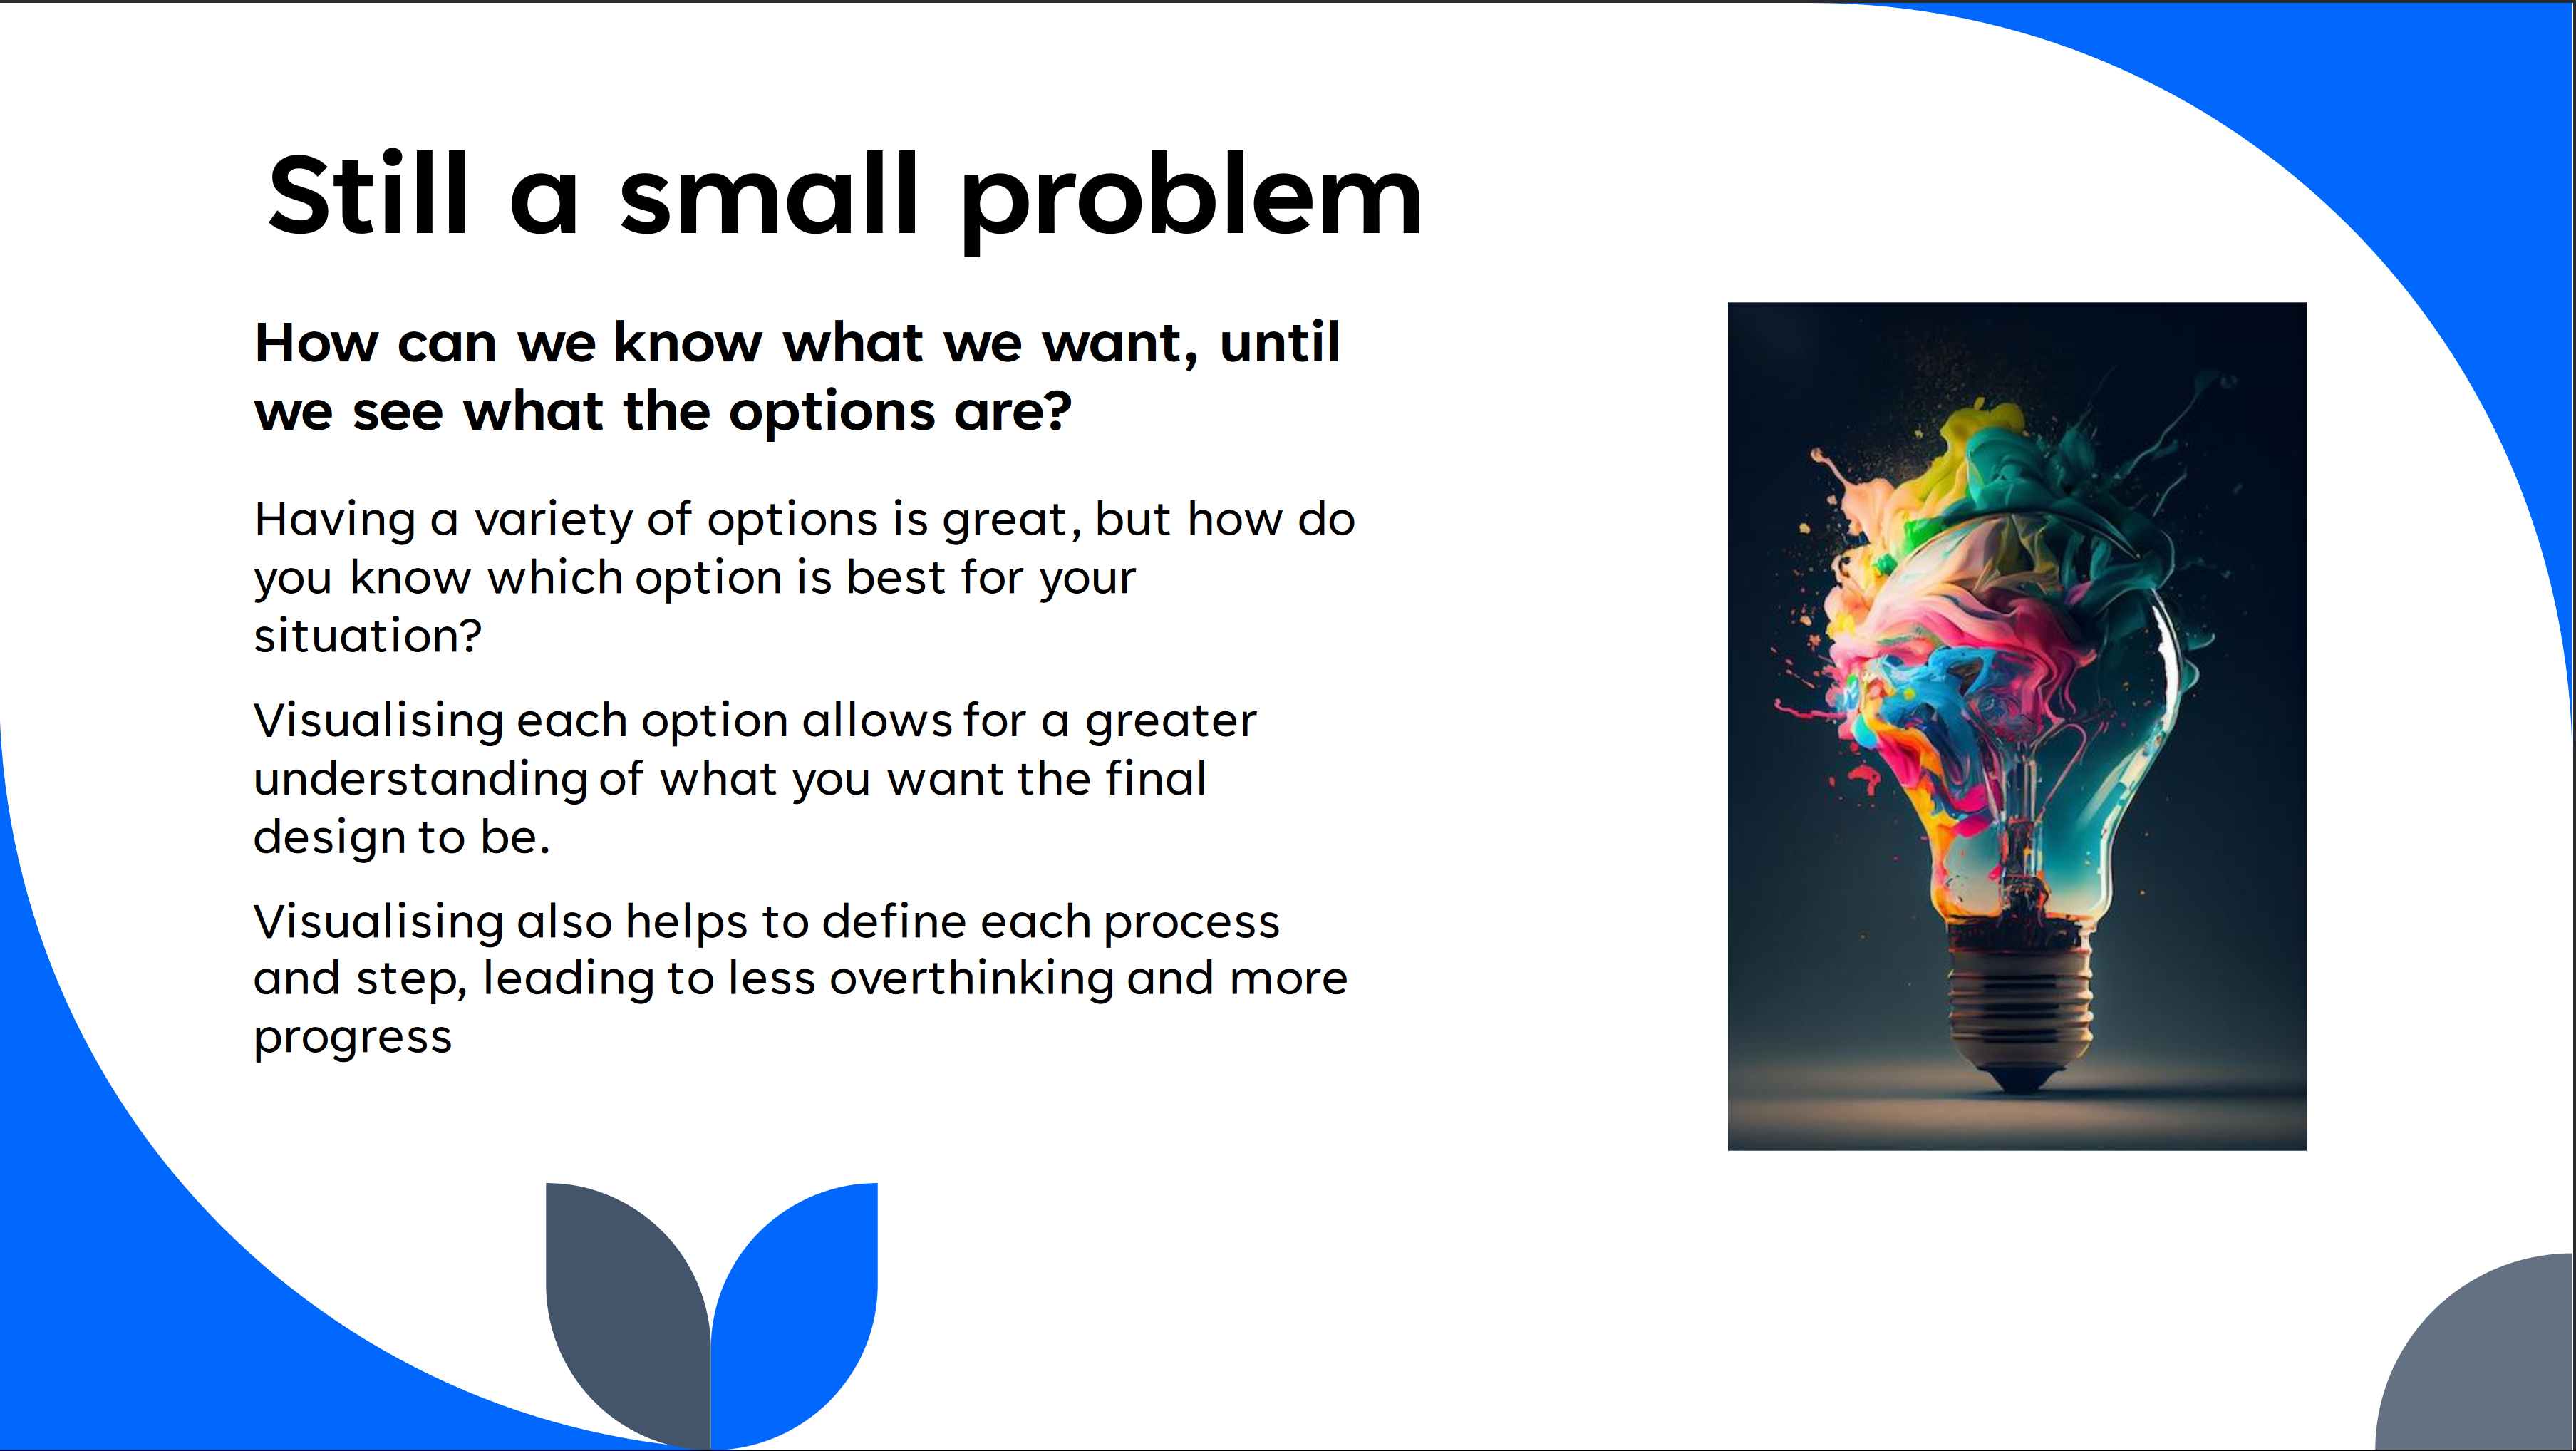 Still a small problem
How can we know what we want, until
we see what the options are?
Having a variety of options is great, but how do
you know which option is best for your
situation?
Visualising each option allows for a greater
understanding of what you want the final
design to be.
Visualising also helps to define each process
and step, leading to less overthinking and more
progress